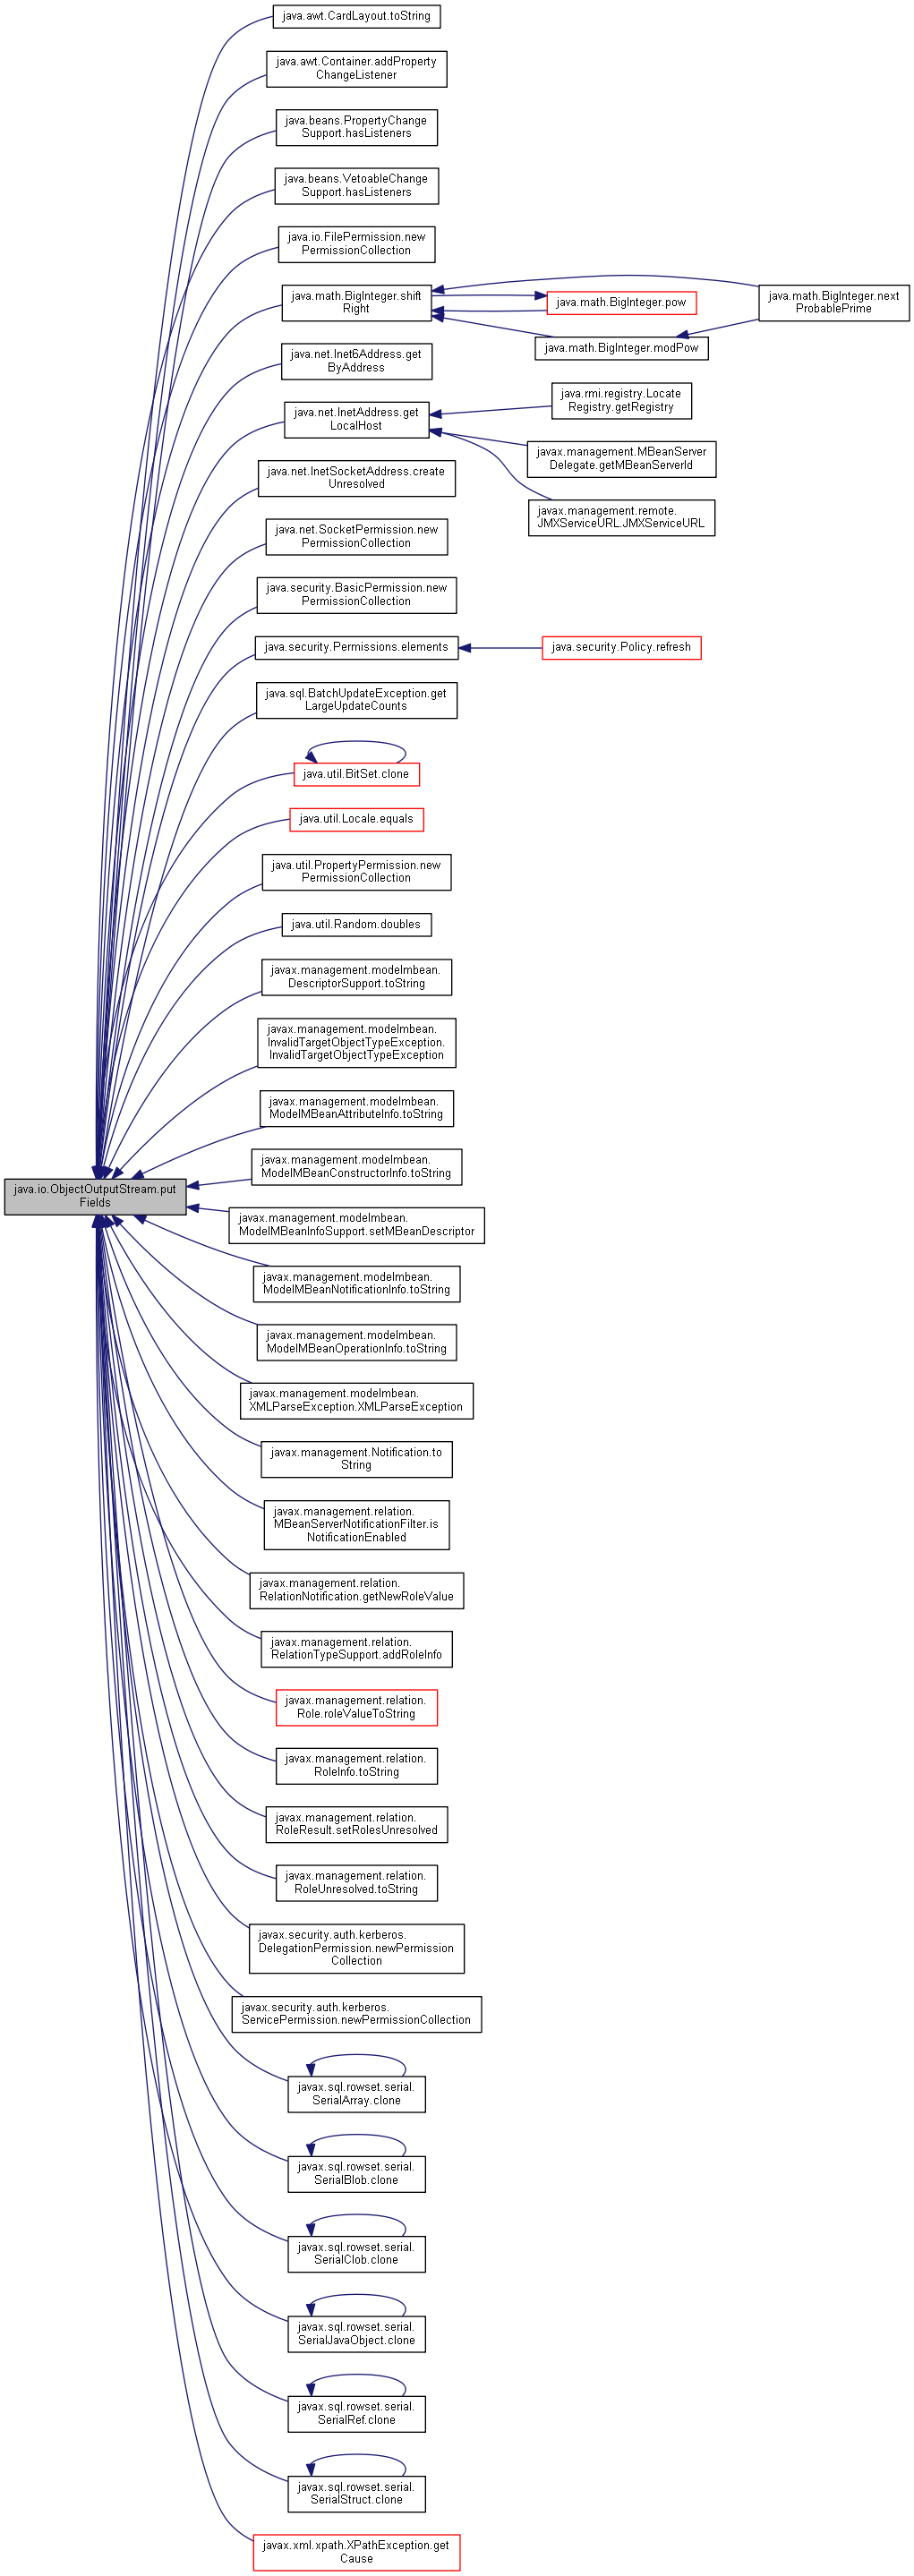 java.awt.CardLayout.toString
java.awt.Container.addProperty
ChangeListener
java.beans.PropertyChange
Support.hasListeners
java.beans.VetoableChange
Support.hasListeners
java.io.FilePermission.new
PermissionCollection
java.math.BigInteger.shift
Right
java.math.BigInteger.pow
java.math.BigInteger.next
ProbablePrime
java.math.BigInteger.modPow
java.net.Inet6Address.get
ByAddress
java.net.InetAddress.get
LocalHost
java.rmi.registry.Locate
Registry.getRegistry
javax.management.MBeanServer
Delegate.getMBeanServerId
javax.management.remote.
JMXServiceURL.JMXServiceURL
java.net.InetSocketAddress.create
Unresolved
java.net.SocketPermission.new
PermissionCollection
java.security.BasicPermission.new
PermissionCollection
java.security.Permissions.elements
java.security.Policy.refresh
java.sql.BatchUpdateException.get
LargeUpdateCounts
java.util.BitSet.clone
java.util.Locale.equals
java.util.PropertyPermission.new
PermissionCollection
java.util.Random.doubles
javax.management.modelmbean.
DescriptorSupport.toString
javax.management.modelmbean.
InvalidTargetObjectTypeException.
InvalidTargetObjectTypeException
javax.management.modelmbean.
ModelMBeanAttributeInfo.toString
javax.management.modelmbean.
ModelMBeanConstructorInfo.toString
java.io.ObjectOutputStream.put
Fields
javax.management.modelmbean.
ModelMBeanInfoSupport.setMBeanDescriptor
javax.management.modelmbean.
ModelMBeanNotificationInfo.toString
javax.management.modelmbean.
ModelMBeanOperationInfo.toString
javax.management.modelmbean.
XMLParseException.XMLParseException
javax.management.Notification.to
String
javax.management.relation.
MBeanServerNotificationFilter.is
NotificationEnabled
javax.management.relation.
RelationNotification.getNewRoleValue
javax.management.relation.
RelationTypeSupport.addRoleInfo
javax.management.relation.
Role.roleValueToString
javax.management.relation.
RoleInfo.toString
javax.management.relation.
RoleResult.setRolesUnresolved
javax.management.relation.
RoleUnresolved.toString
javax.security.auth.kerberos.
DelegationPermission.newPermission
Collection
javax.security.auth.kerberos.
ServicePermission.newPermissionCollection
javax.sql.rowset.serial.
SerialArray.clone
javax.sql.rowset.serial.
SerialBlob.clone
javax.sql.rowset.serial.
SerialClob.clone
javax.sql.rowset.serial.
SerialJavaObject.clone
javax.sql.rowset.serial.
SerialRef.clone
javax.sql.rowset.serial.
SerialStruct.clone
javax.xml.xpath.XPathException.get
Cause